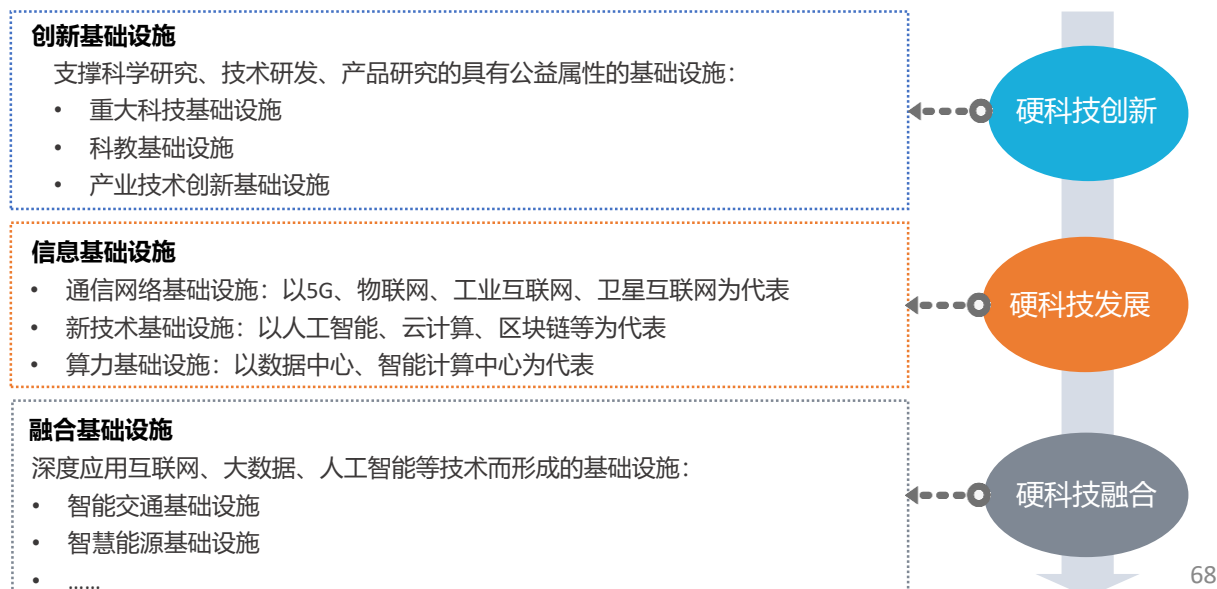 创新基础设施
支撑科学研究、技术研发、产品研究的具有公益属性的基础设施：
• 重大科技基础设施
• 科教基础设施
• 产业技术创新基础设施
硬科技创新
信息基础设施
• 通信网络基础设施：以5G、物联网、工业互联网、卫星互联网为代表
• 新技术基础设施：以人工智能、云计算、区块链等为代表
• 算力基础设施：以数据中心、智能计算中心为代表
硬科技发展
融合基础设施
深度应用互联网、大数据、人工智能等技术而形成的基础设施：
• 智能交通基础设施
• 智慧能源基础设施
• ……
硬科技融合
68